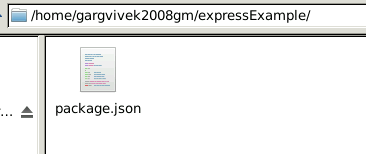 /home/gargvivek2008gm/expressExample/
package.json
...